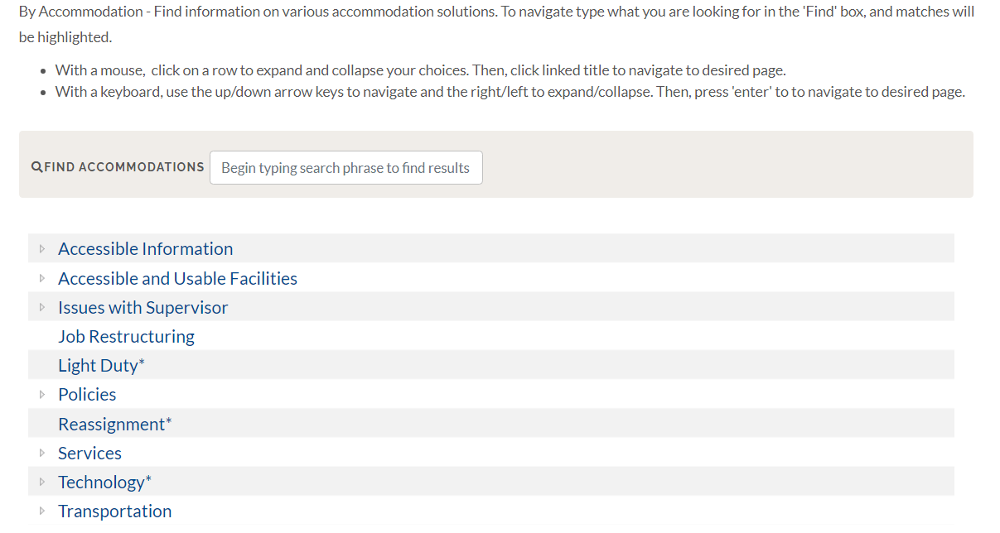 By Accommodation - Find information on various accommodation solutions. To navigate type what you are looking for in the 'Find' box, and matches will
be highlighted.
With a mouse,  click on a row to expand and collapse your choices. Then, click linked title to navigate to desired page.
With a keyboard, use the up/down arrow keys to navigate and the right/left to expand/collapse. Then, press 'enter' to to navigate to desired page.
FIND ACCOMMODATIONS Begin typing search phrase to find results
Accessible Information
Accessible and Usable Facilities
Issues with Supervisor
Job Restructuring
Light Duty*
Policies
Reassignment*
Services
Technology*
Transportation